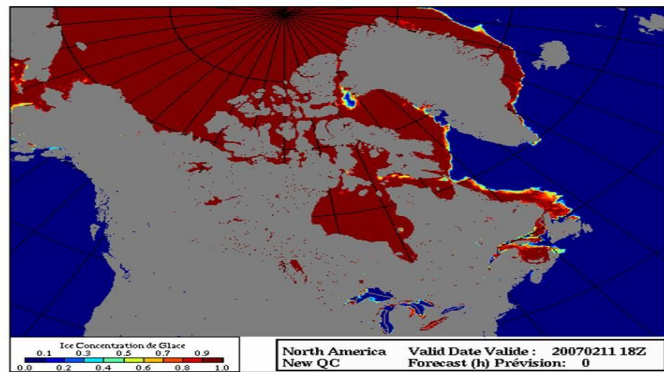 Ice Concentration de Glace
0.1 0.3 0.5 0.7 0.9
0.0 0.2 0.4 0.6 0.8 1.0
North America Valid Date Valide : 20070211 18Z
New QC Forecast (h) Prévision: 0